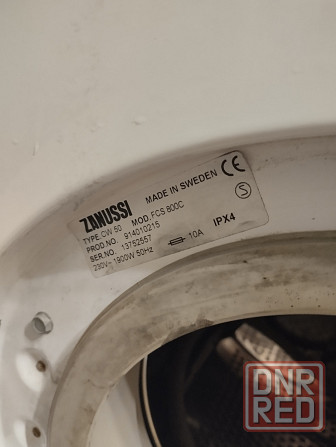 ZANUSSI MADE IN SWEDEN CE
TYPE. CW 50 MOD. FCS 800C S
PROD.NO. 914010215
SER.NO. 13752557 10A IPX4
230V~ 1900W 50Hz
DNR
RED